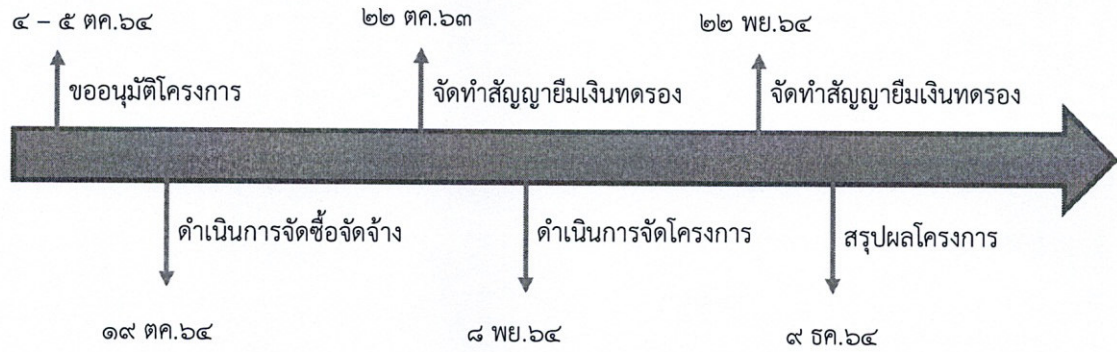 ๔ – ๕ ตค.๖๔
๒๒ ตค.๖๓
๒๒ พย.๖๔
ขออนุมัติโครงการ
จัดทำสัญญายืมเงินทดรอง
จัดทำสัญญายืมเงินทดรอง
ดำเนินการจัดซื้อจัดจ้าง
ดำเนินการจัดโครงการ
สรุปผลโครงการ
๑๙ ตค.๖๔
๘ พย.๖๔
๙ ธค.๖๔